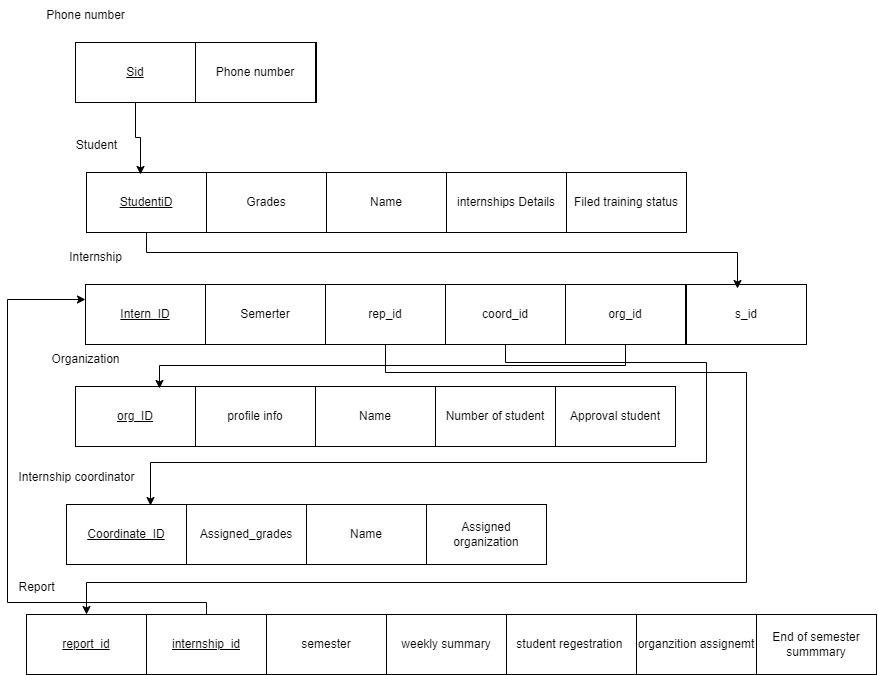 Phone number
Sid
Phone number
Student
StudentiD
Grades
Name
internships Details
Filed training status
Internship
Intern_ID
Semerter
rep_id
coord_id
org_id
s_id
Organization
org_ID
profile info
Name
Number of student
Approval student
Internship coordinator
Coordinate_ID
Assigned_grades
Name
Assigned
organization
Report
report_id
internship_id
semester
weekly summary
student regestration
organzition assignemt
End of semester
summmary